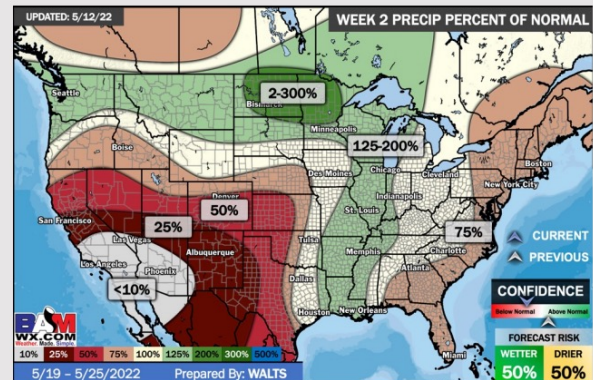 UPDATED: 5/12/22
WEEK 2 PRECIP PERCENT OF NORMAL
Seattle
2-300%
Bismarck
Minneapolis
125-200%
Boise
Des Moines
Chicago
Cleveland
Boston
New York City
Denver
50%
Indianapolis
San Francisco
25%
St. Louis
75%
Las Vegas
Albuquerque
Tulsa
Memphis
Charlotte
Los Angeles
Phoenix
Atlanta
<10%
Dallas
Houston
New Orleans
Miami
CURRENT
PREVIOUS
CONFIDENCE
Below Normal
Above Normal
FORECAST RISK
WETTER
DRIER
50%
50%
BAM
WX.COM
Weather. Made. Simple.
10% 25% 50% 75% 100% 125% 200% 300% 500%
5/19 – 5/25/2022
Prepared By: WALTS